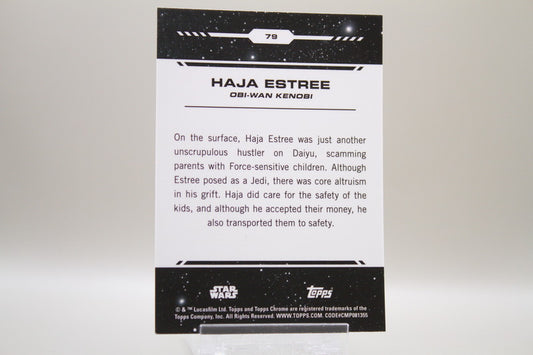 79
HAJA ESTREE
OBI-WAN KENOBI
On the surface, Haja Estree was just another
unscrupulous hustler on Daiyu, scamming
parents with Force-sensitive children. Although
Estree posed as a Jedi, there was core altruism
in his grift. Haja did care for the safety of the
kids, and although he accepted their money, he
also transported them to safety.
STAR
WARS
Topps
© & ™ Lucasfilm Ltd. Topps and Topps Chrome are registered trademarks of the
Topps Company, Inc. All Rights Reserved. WWW.TOPPS.COM. CODE#CMP081355